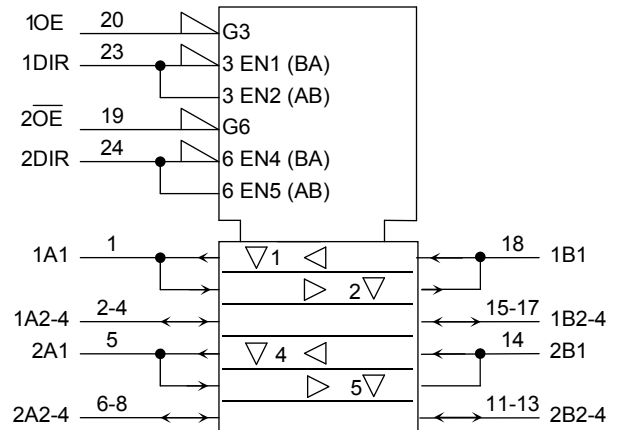 1OE 20 G3
1DIR 23 3 EN1 (BA)
3 EN2 (AB)
2O̅E̅ 19 G6
2DIR 24 6 EN4 (BA)
6 EN5 (AB)
1A1 1 1 18 1B1
2
1A2-4 2-4 15-17 1B2-4
2A1 5 4 14 2B1
5
2A2-4 6-8 11-13 2B2-4